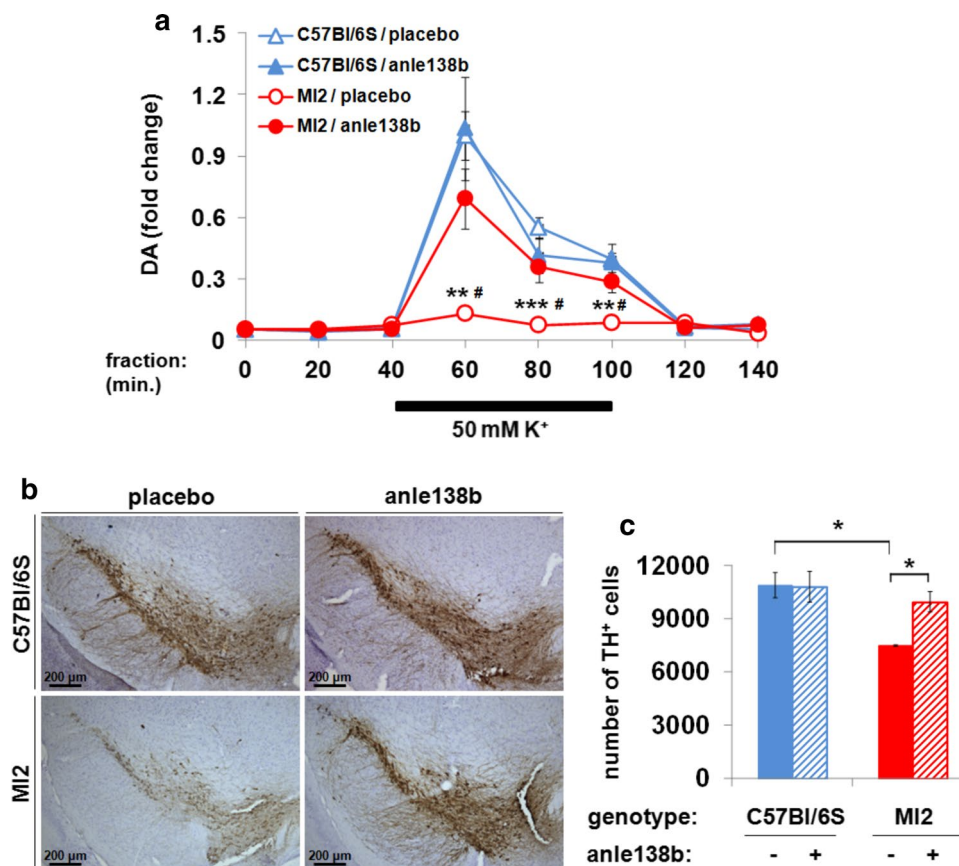 a
1.5
1.2
0.9
0.6
0.3
0
DA (fold change)
C57Bl/6S / placebo
C57Bl/6S / anle138b
MI2 / placebo
MI2 / anle138b
** #
*** #
**#
fraction:
(min.)
0 20 40 60 80 100 120 140
50 mM K⁺
b
placebo anle138b
C57Bl/6S
200 µm 200 µm
MI2
200 µm 200 µm
c
*
*
12000
9000
6000
3000
0
number of TH⁺ cells
genotype: C57Bl/6S MI2
anle138b: - + - +